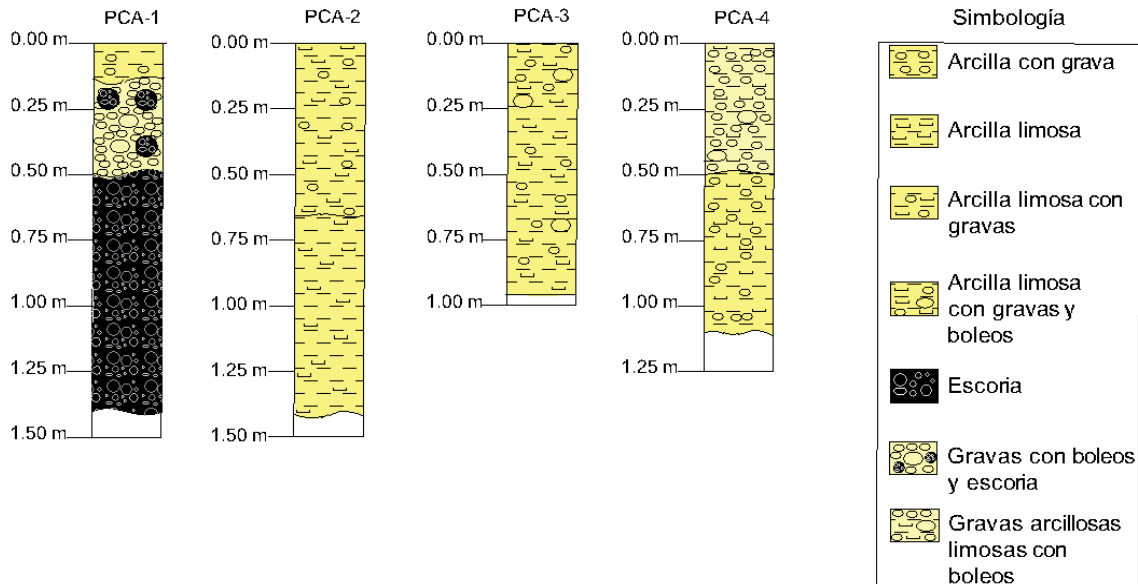 PCA-1
0.00 m
0.25 m
0.50 m
0.75 m
1.00 m
1.25 m
1.50 m
PCA-2
0.00 m
0.25 m
0.50 m
0.75 m
1.00 m
1.25 m
1.50 m
PCA-3
0.00 m
0.25 m
0.50 m
0.75 m
1.00 m
PCA-4
0.00 m
0.25 m
0.50 m
0.75 m
1.00 m
1.25 m
Simbología
Arcilla con grava
Arcilla limosa
Arcilla limosa con
gravas
Arcilla limosa
con gravas y
boleos
Escoria
Gravas con boleos
y escoria
Gravas arcillosas
limosas con
boleos